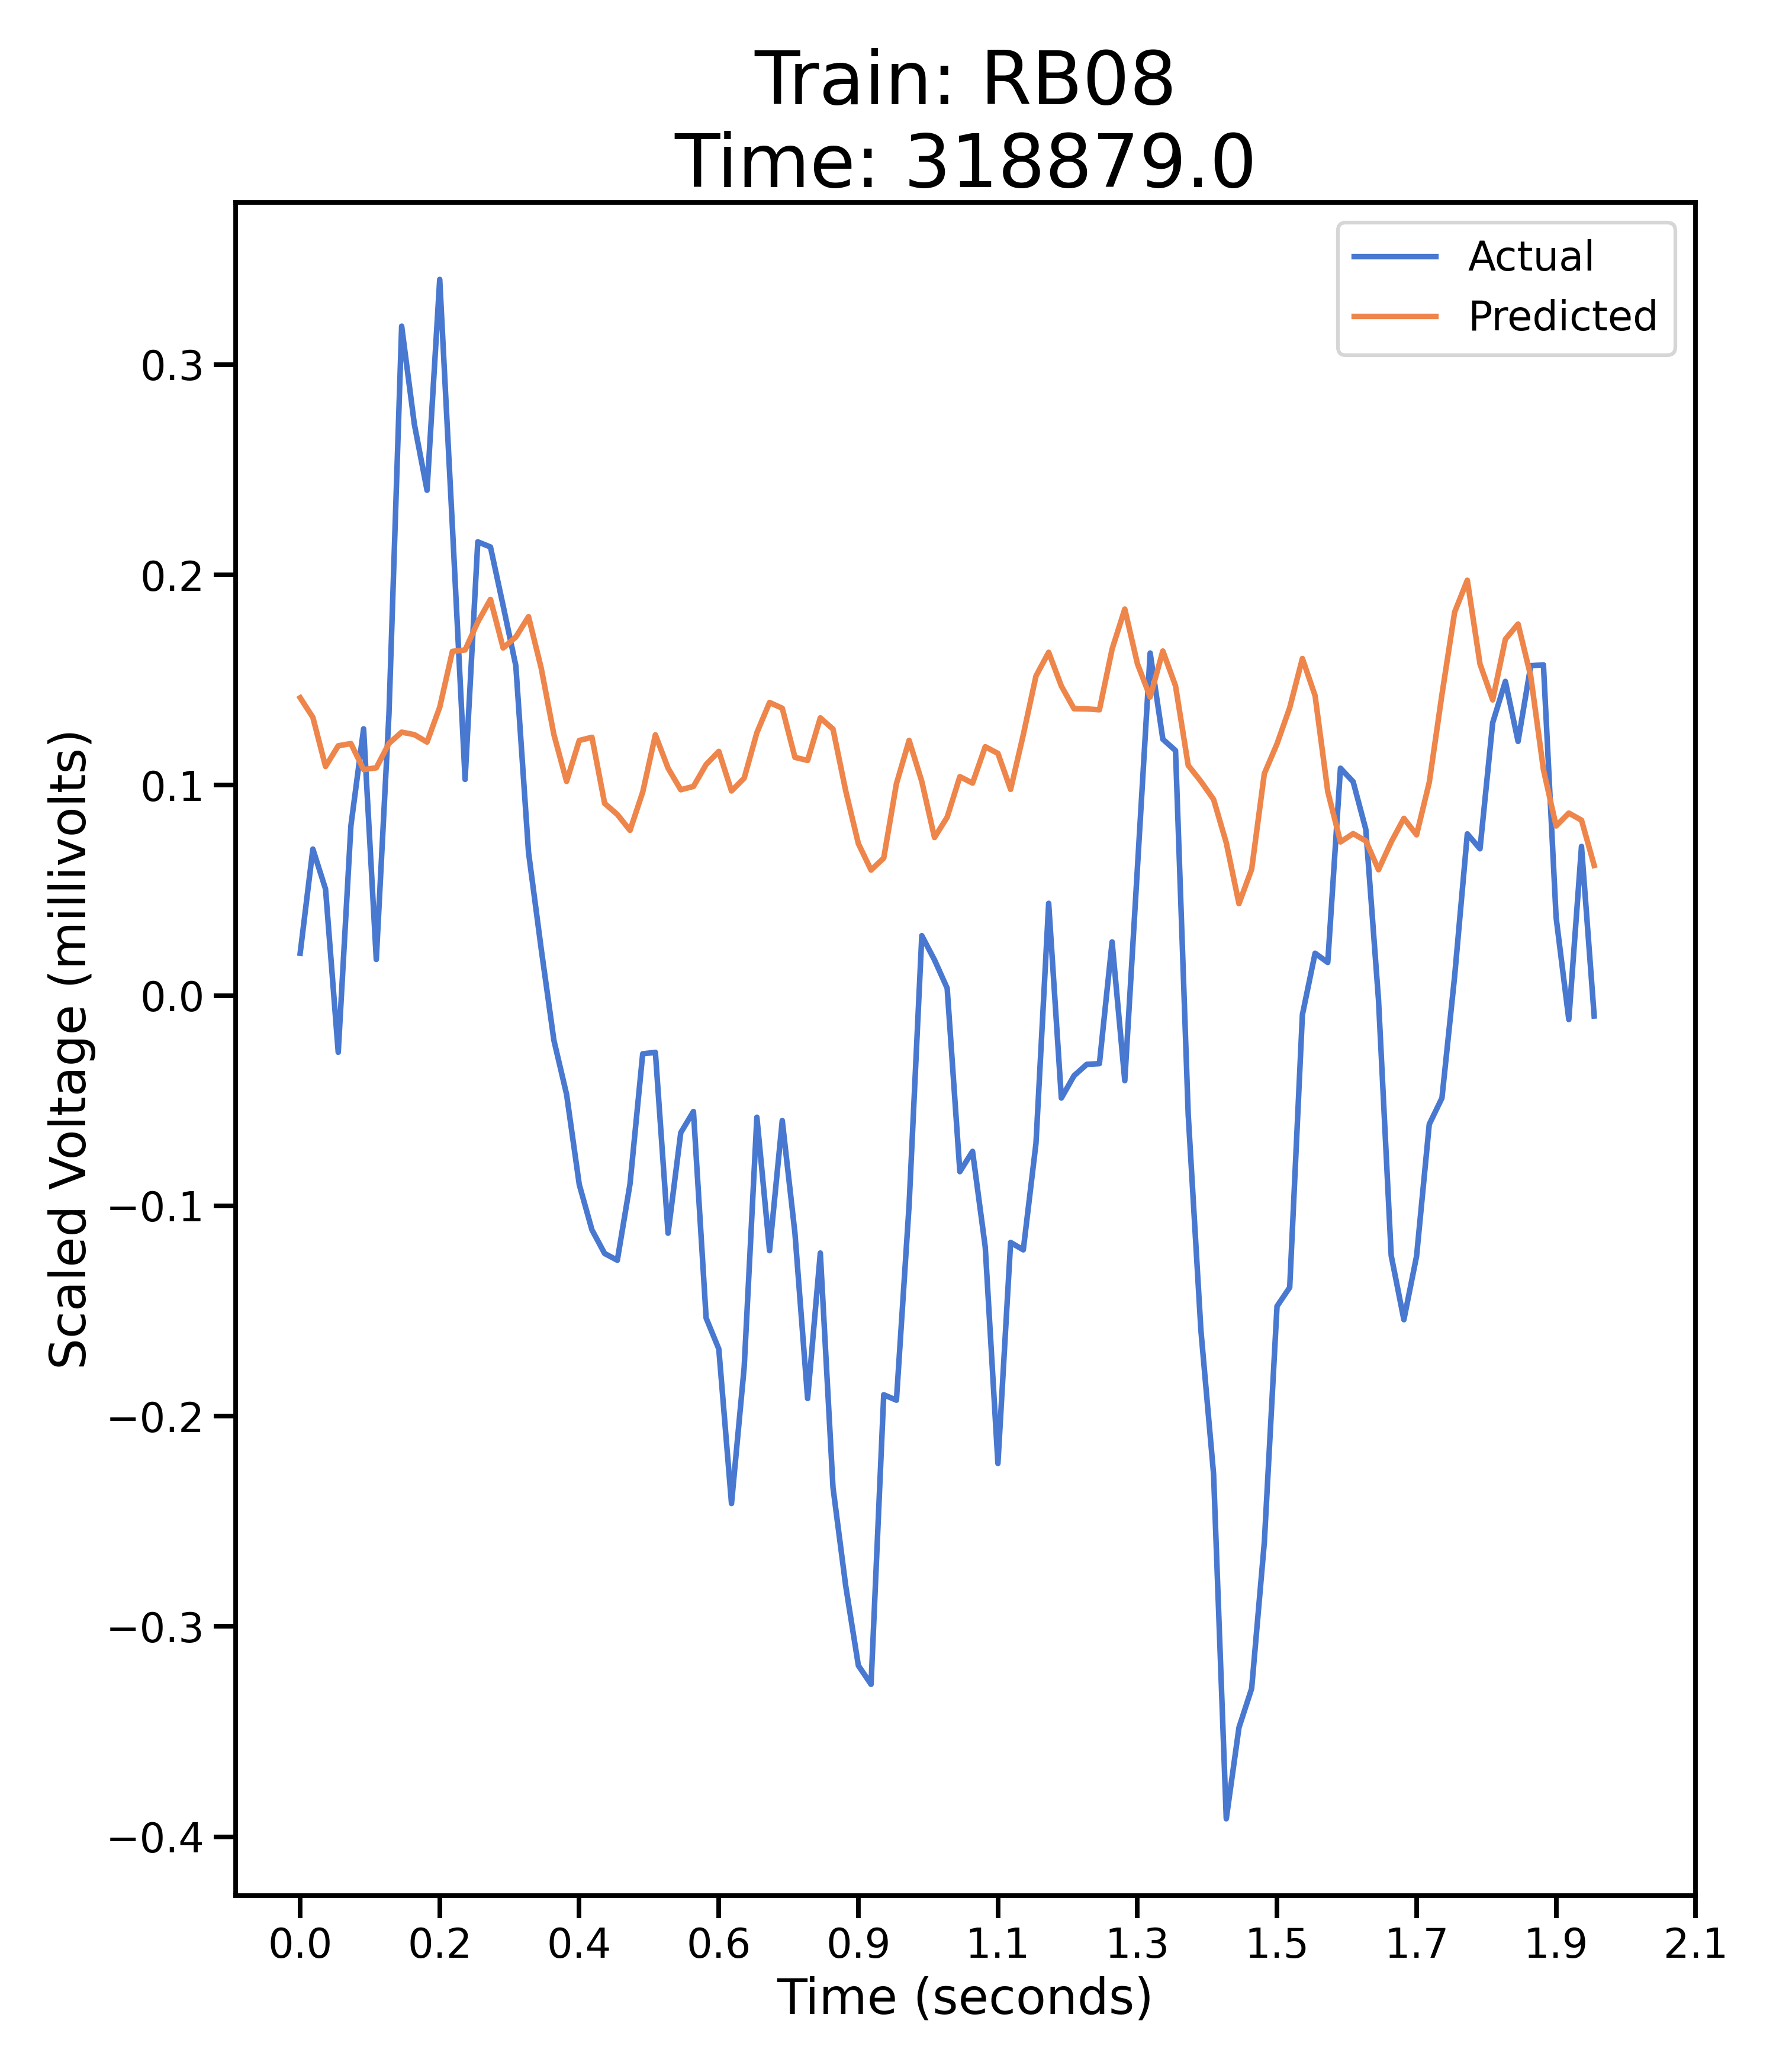 Train: RB08
Time: 318879.0
Actual
Predicted
0.3
0.2
0.1
0.0
−0.1
−0.2
−0.3
−0.4
Scaled Voltage (millivolts)
0.0 0.2 0.4 0.6 0.9 1.1 1.3 1.5 1.7 1.9 2.1
Time (seconds)